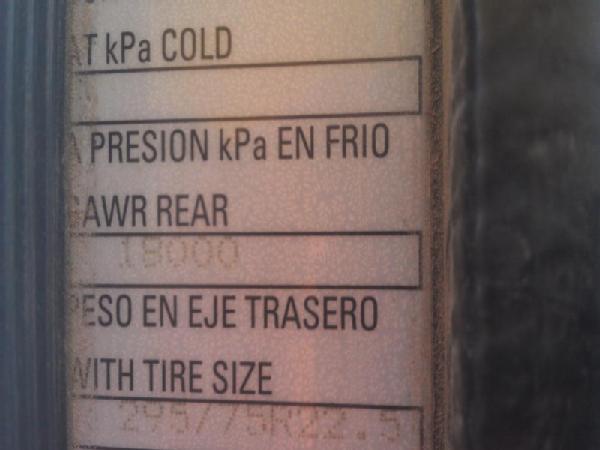 AT kPa COLD
A PRESION kPa EN FRIO
GAWR REAR
18000
PESO EN EJE TRASERO
WITH TIRE SIZE
295/75R22.5